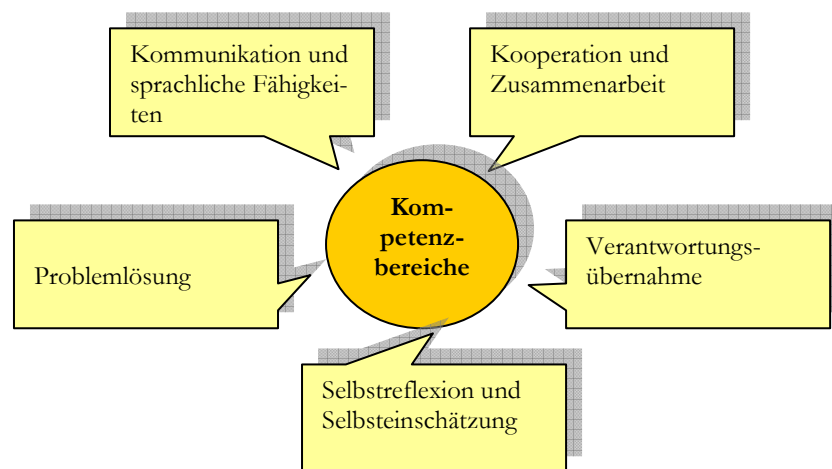 Kommunikation und
sprachliche Fähigkei-
ten
Kooperation und
Zusammenarbeit
Kom-
petenz-
bereiche
Problemlösung
Verantwortungs-
übernahme
Selbstreflexion und
Selbsteinschätzung